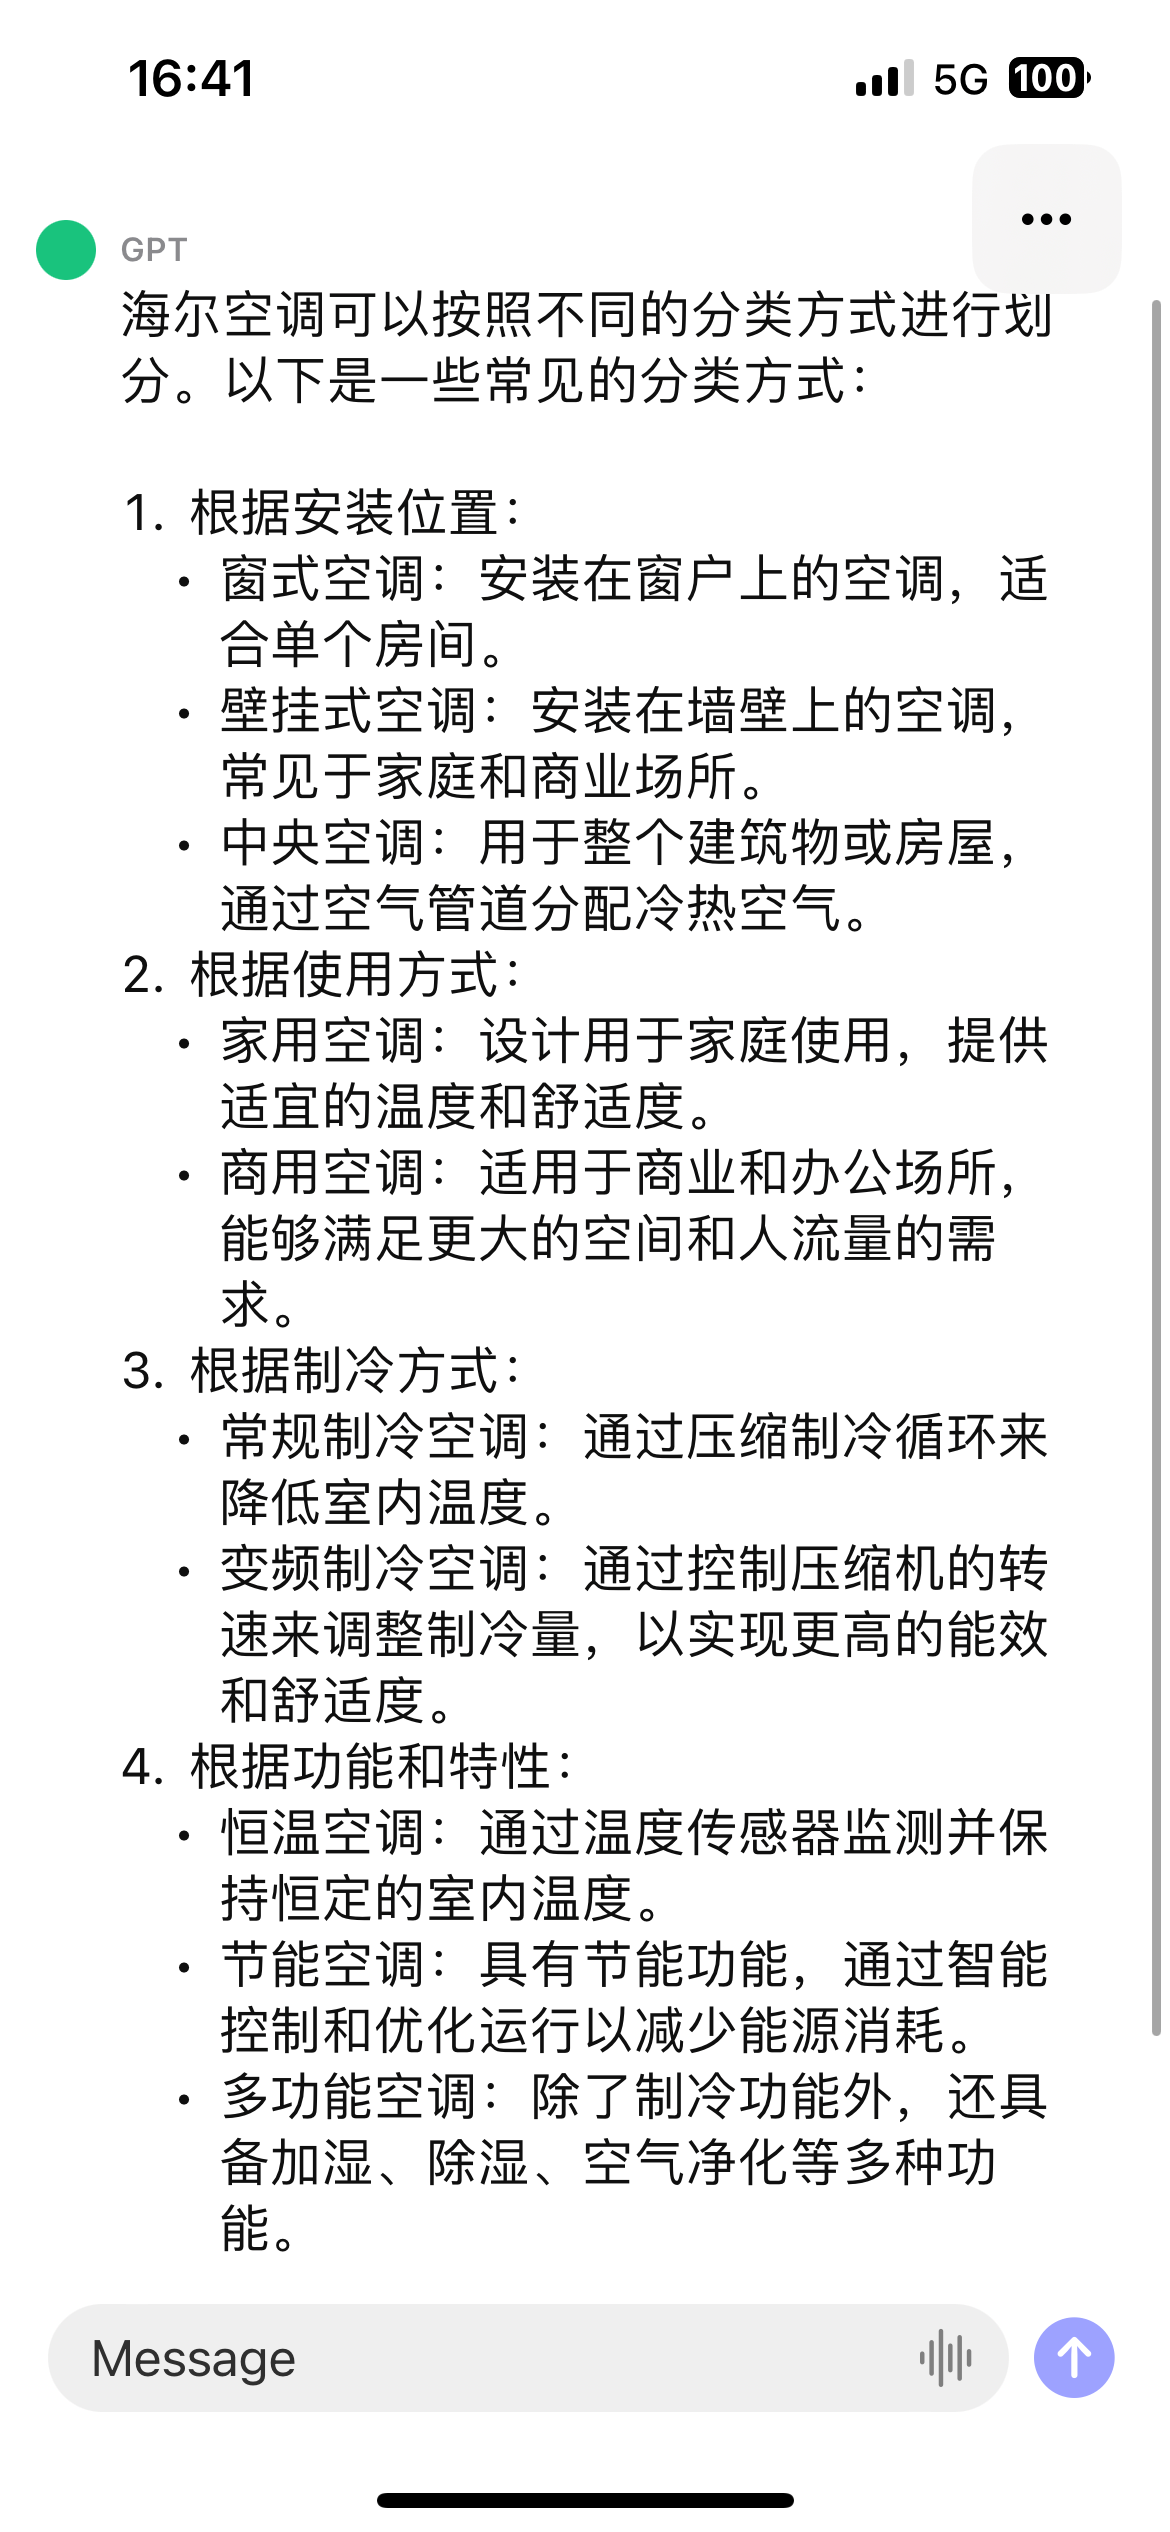 16:41
5G
100
GPT
海尔空调可以按照不同的分类方式进行划
分。以下是一些常见的分类方式：
1. 根据安装位置：
• 窗式空调：安装在窗户上的空调，适
合单个房间。
• 壁挂式空调：安装在墙壁上的空调，
常见于家庭和商业场所。
• 中央空调：用于整个建筑物或房屋，
通过空气管道分配冷热空气。
2. 根据使用方式：
• 家用空调：设计用于家庭使用，提供
适宜的温度和舒适度。
• 商用空调：适用于商业和办公场所，
能够满足更大的空间和人流量的需
求。
3. 根据制冷方式：
• 常规制冷空调：通过压缩制冷循环来
降低室内温度。
• 变频制冷空调：通过控制压缩机的转
速来调整制冷量，以实现更高的能效
和舒适度。
4. 根据功能和特性：
• 恒温空调：通过温度传感器监测并保
持恒定的室内温度。
• 节能空调：具有节能功能，通过智能
控制和优化运行以减少能源消耗。
• 多功能空调：除了制冷功能外，还具
备加湿、除湿、空气净化等多种功
能。
Message